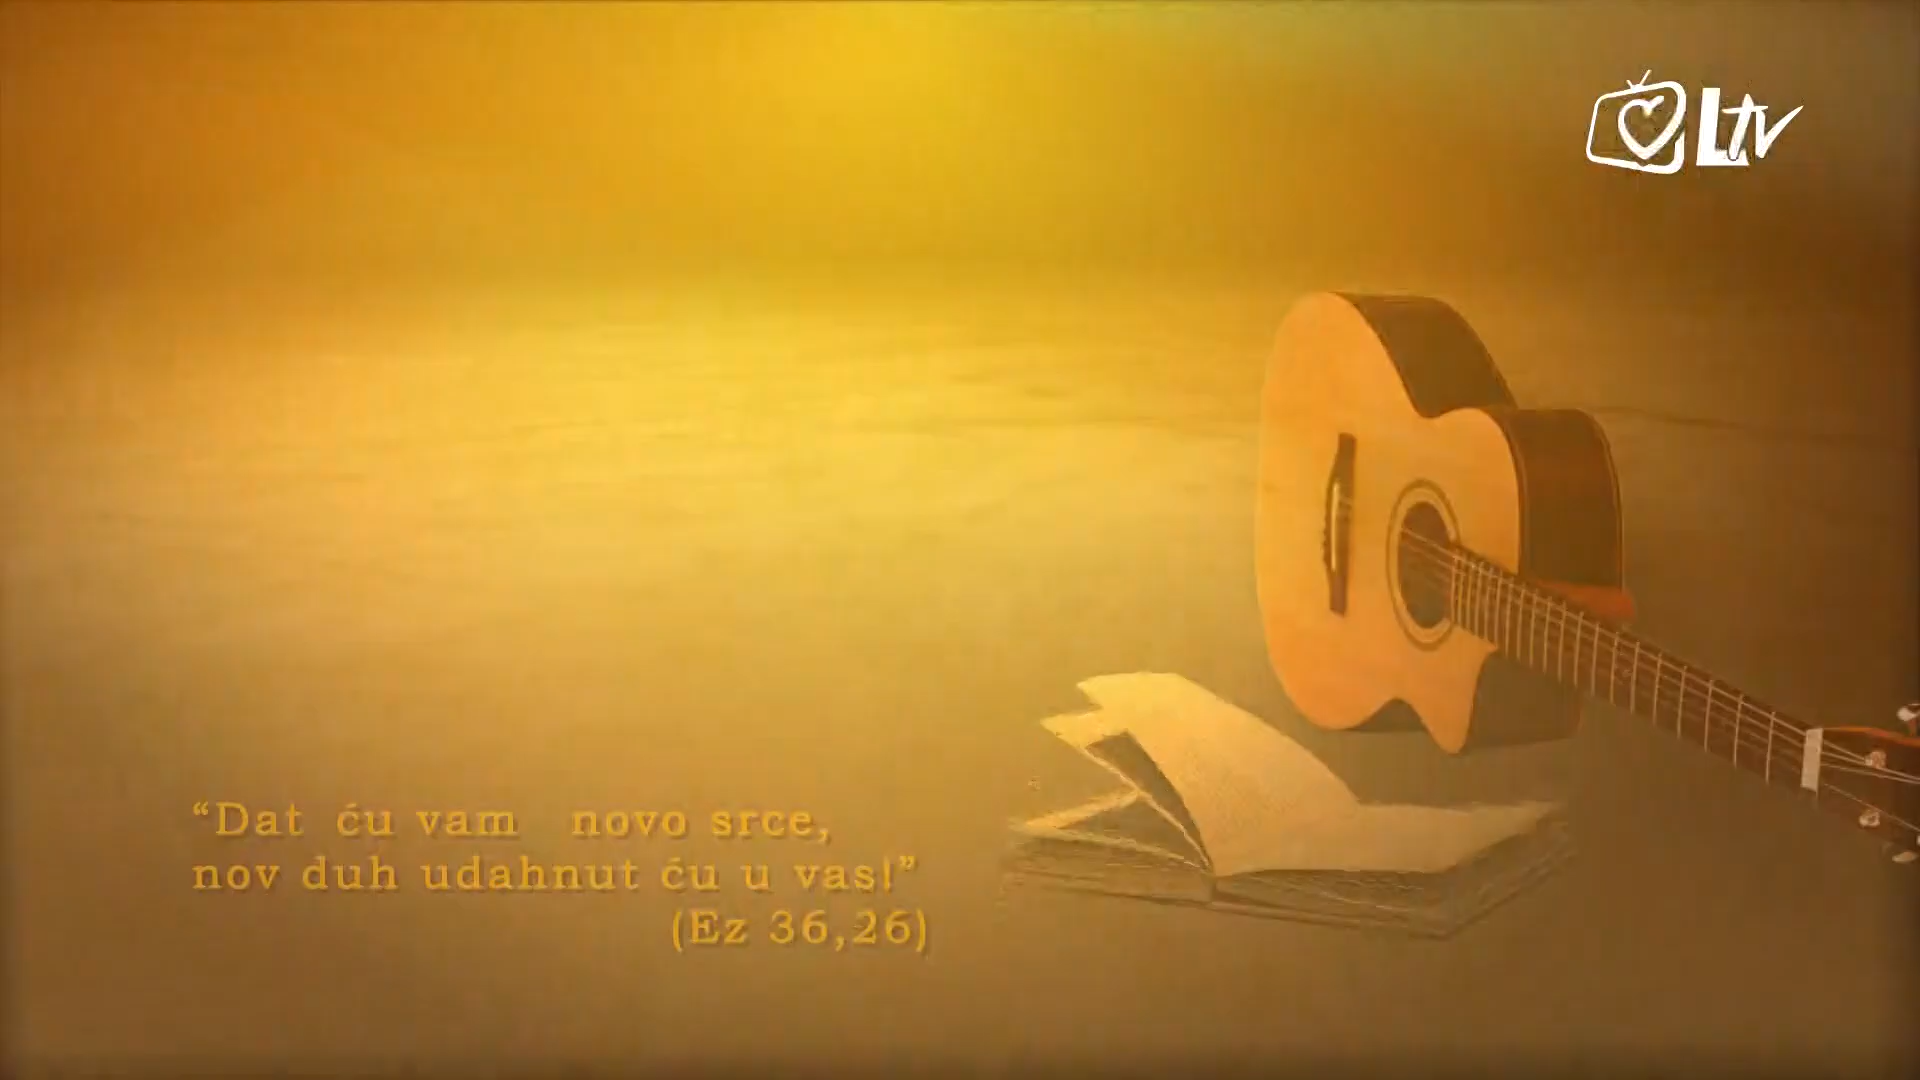 LTV
“Dat ću vam novo srce,
nov duh udahnut ću u vas!”
(Ez 36,26)